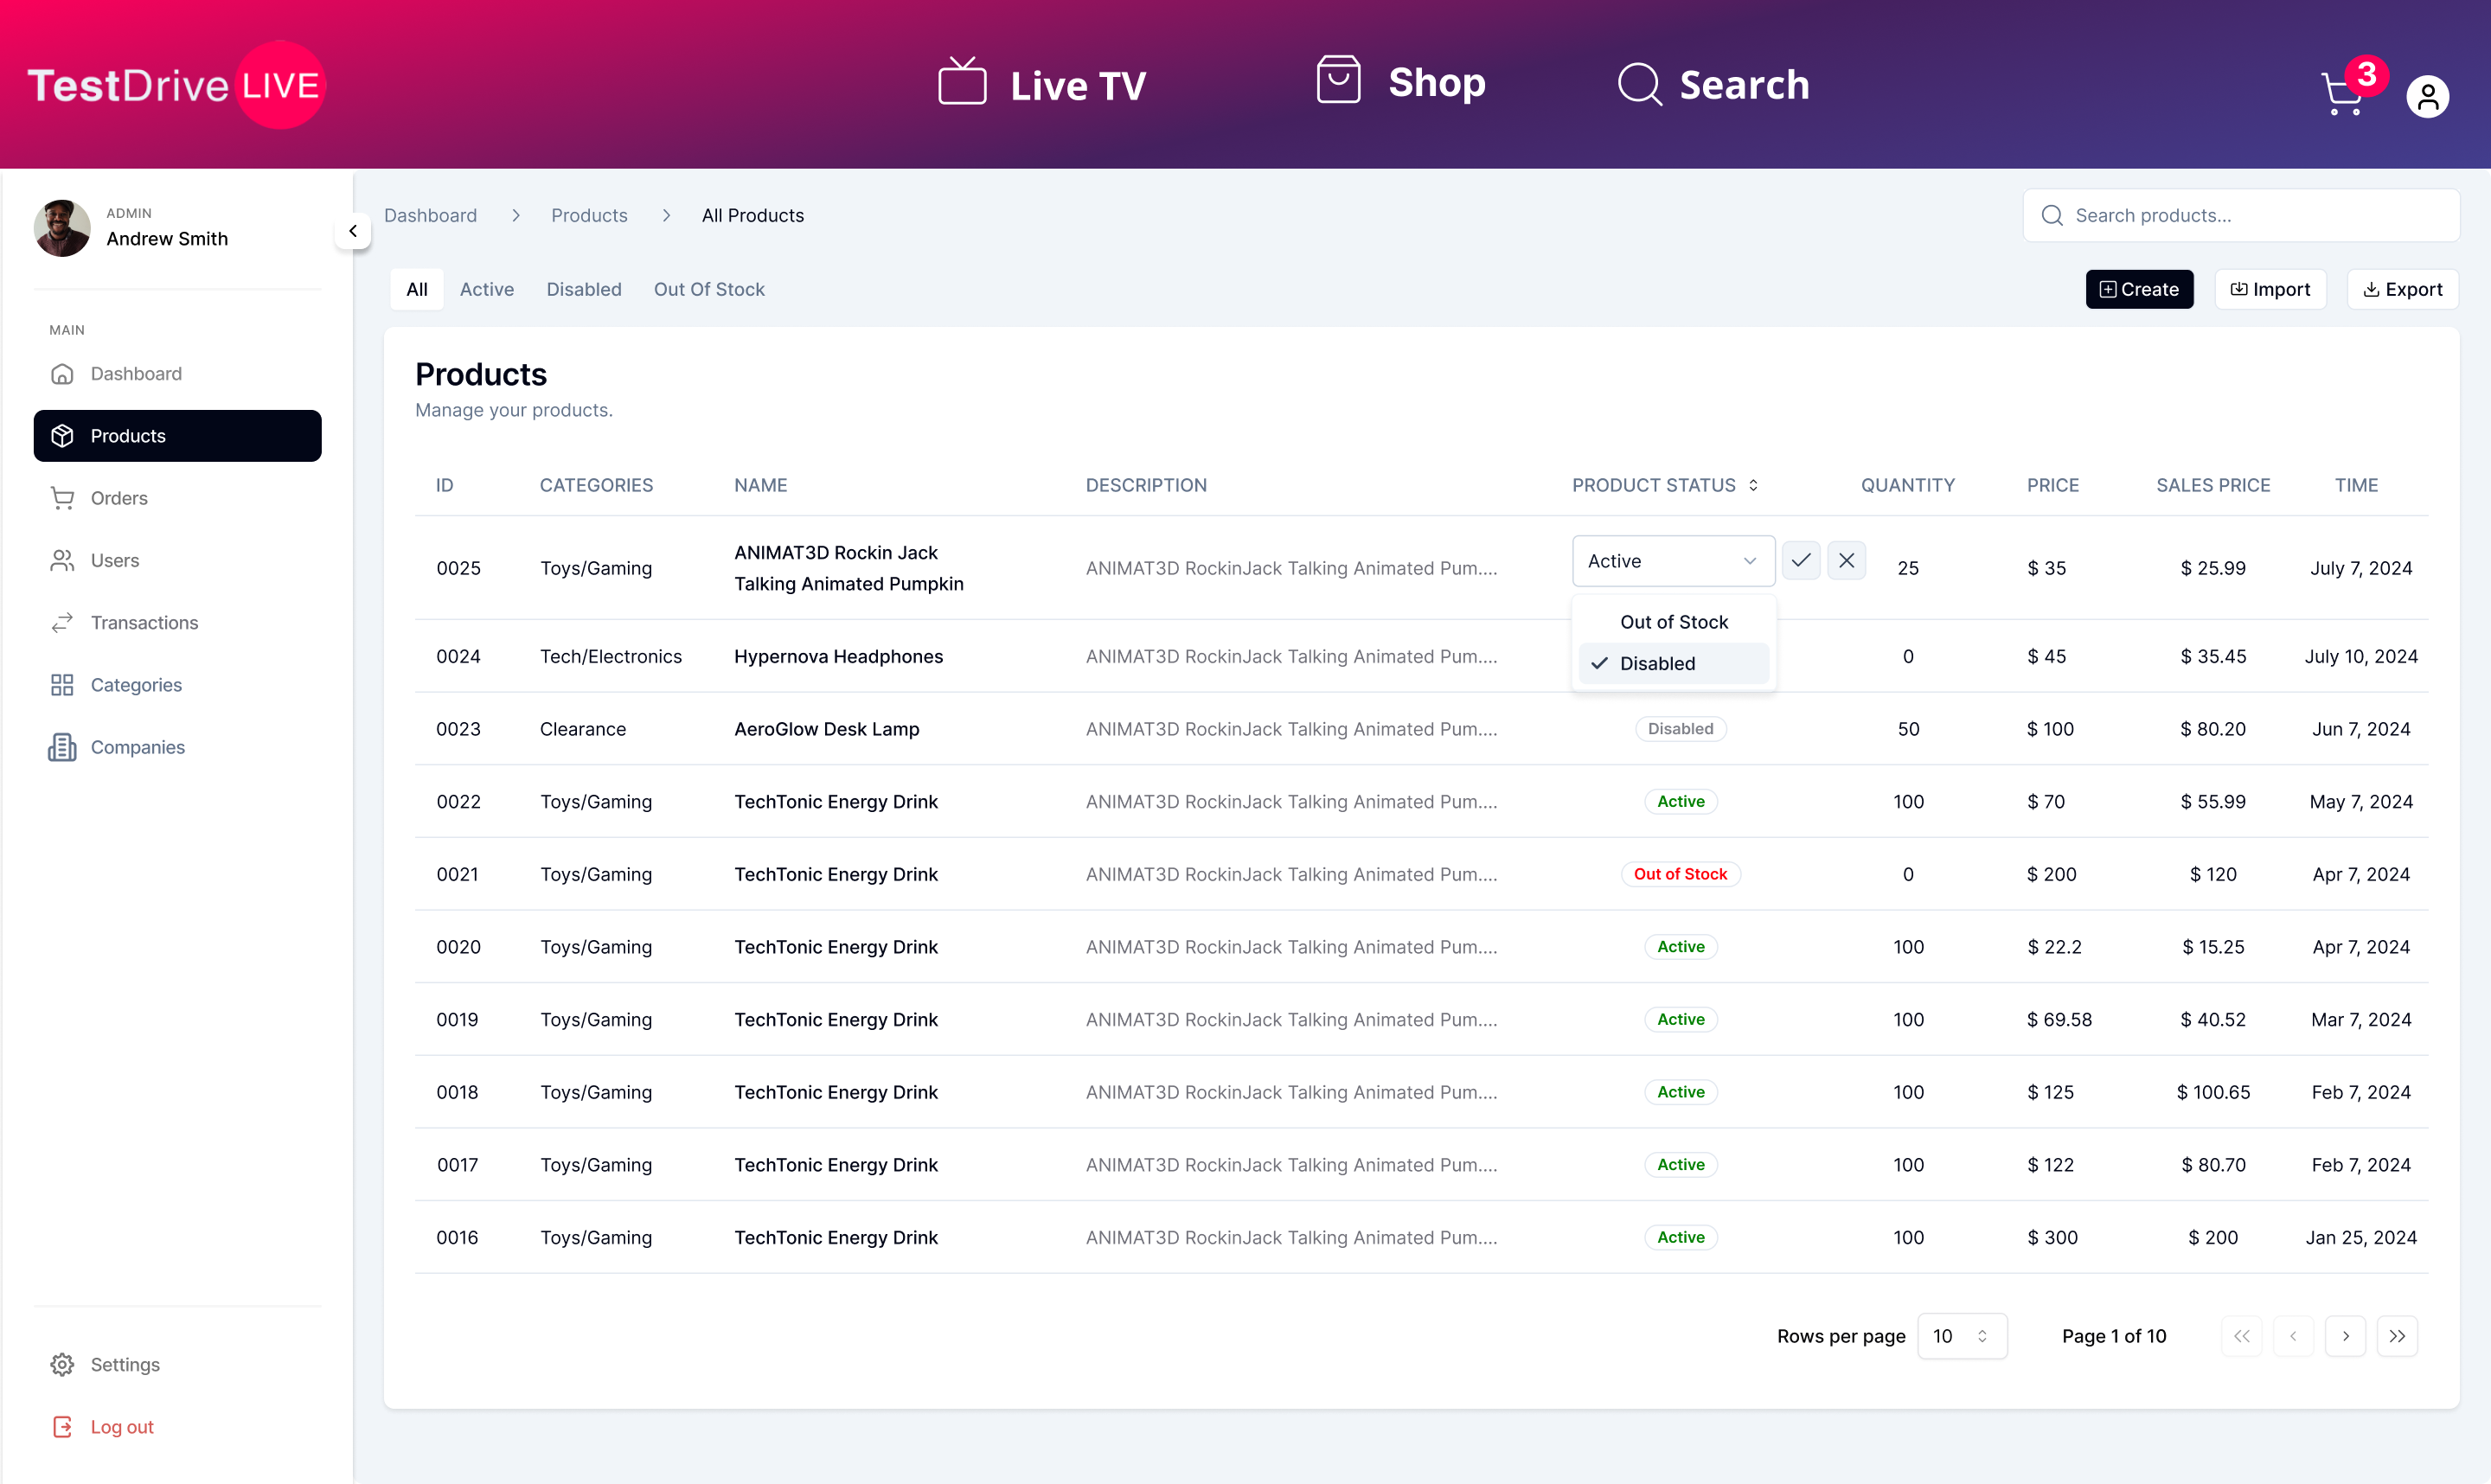 TestDrive LIVE
Live TV
Shop
Search
3
ADMIN
Andrew Smith
MAIN
Dashboard
Products
Orders
Users
Transactions
Categories
Companies
Settings
Log out
Dashboard > Products > All Products
Search products...
All Active Disabled Out Of Stock
Create Import Export
Products
Manage your products.
ID CATEGORIES NAME DESCRIPTION PRODUCT STATUS QUANTITY PRICE SALES PRICE TIME
0025 Toys/Gaming ANIMAT3D Rockin Jack
Talking Animated Pumpkin ANIMAT3D RockinJack Talking Animated Pum.... Active 25 $ 35 $ 25.99 July 7, 2024
Out of Stock
Disabled
0024 Tech/Electronics Hypernova Headphones ANIMAT3D RockinJack Talking Animated Pum.... 0 $ 45 $ 35.45 July 10, 2024
0023 Clearance AeroGlow Desk Lamp ANIMAT3D RockinJack Talking Animated Pum.... Disabled 50 $ 100 $ 80.20 Jun 7, 2024
0022 Toys/Gaming TechTonic Energy Drink ANIMAT3D RockinJack Talking Animated Pum.... Active 100 $ 70 $ 55.99 May 7, 2024
0021 Toys/Gaming TechTonic Energy Drink ANIMAT3D RockinJack Talking Animated Pum.... Out of Stock 0 $ 200 $ 120 Apr 7, 2024
0020 Toys/Gaming TechTonic Energy Drink ANIMAT3D RockinJack Talking Animated Pum.... Active 100 $ 22.2 $ 15.25 Apr 7, 2024
0019 Toys/Gaming TechTonic Energy Drink ANIMAT3D RockinJack Talking Animated Pum.... Active 100 $ 69.58 $ 40.52 Mar 7, 2024
0018 Toys/Gaming TechTonic Energy Drink ANIMAT3D RockinJack Talking Animated Pum.... Active 100 $ 125 $ 100.65 Feb 7, 2024
0017 Toys/Gaming TechTonic Energy Drink ANIMAT3D RockinJack Talking Animated Pum.... Active 100 $ 122 $ 80.70 Feb 7, 2024
0016 Toys/Gaming TechTonic Energy Drink ANIMAT3D RockinJack Talking Animated Pum.... Active 100 $ 300 $ 200 Jan 25, 2024
Rows per page 10 Page 1 of 10